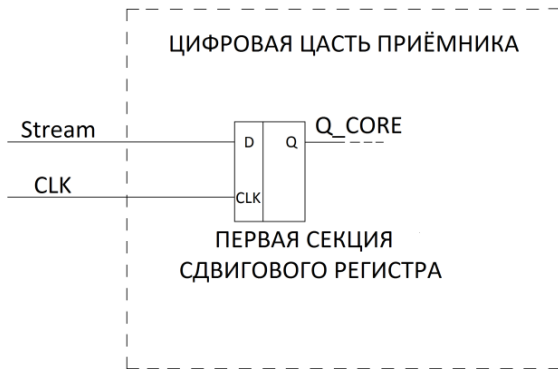 ЦИФРОВАЯ ЦАСТЬ ПРИЁМНИКА
Stream
D
Q
Q_CORE
CLK
CLK
ПЕРВАЯ СЕКЦИЯ
СДВИГОВОГО РЕГИСТРА